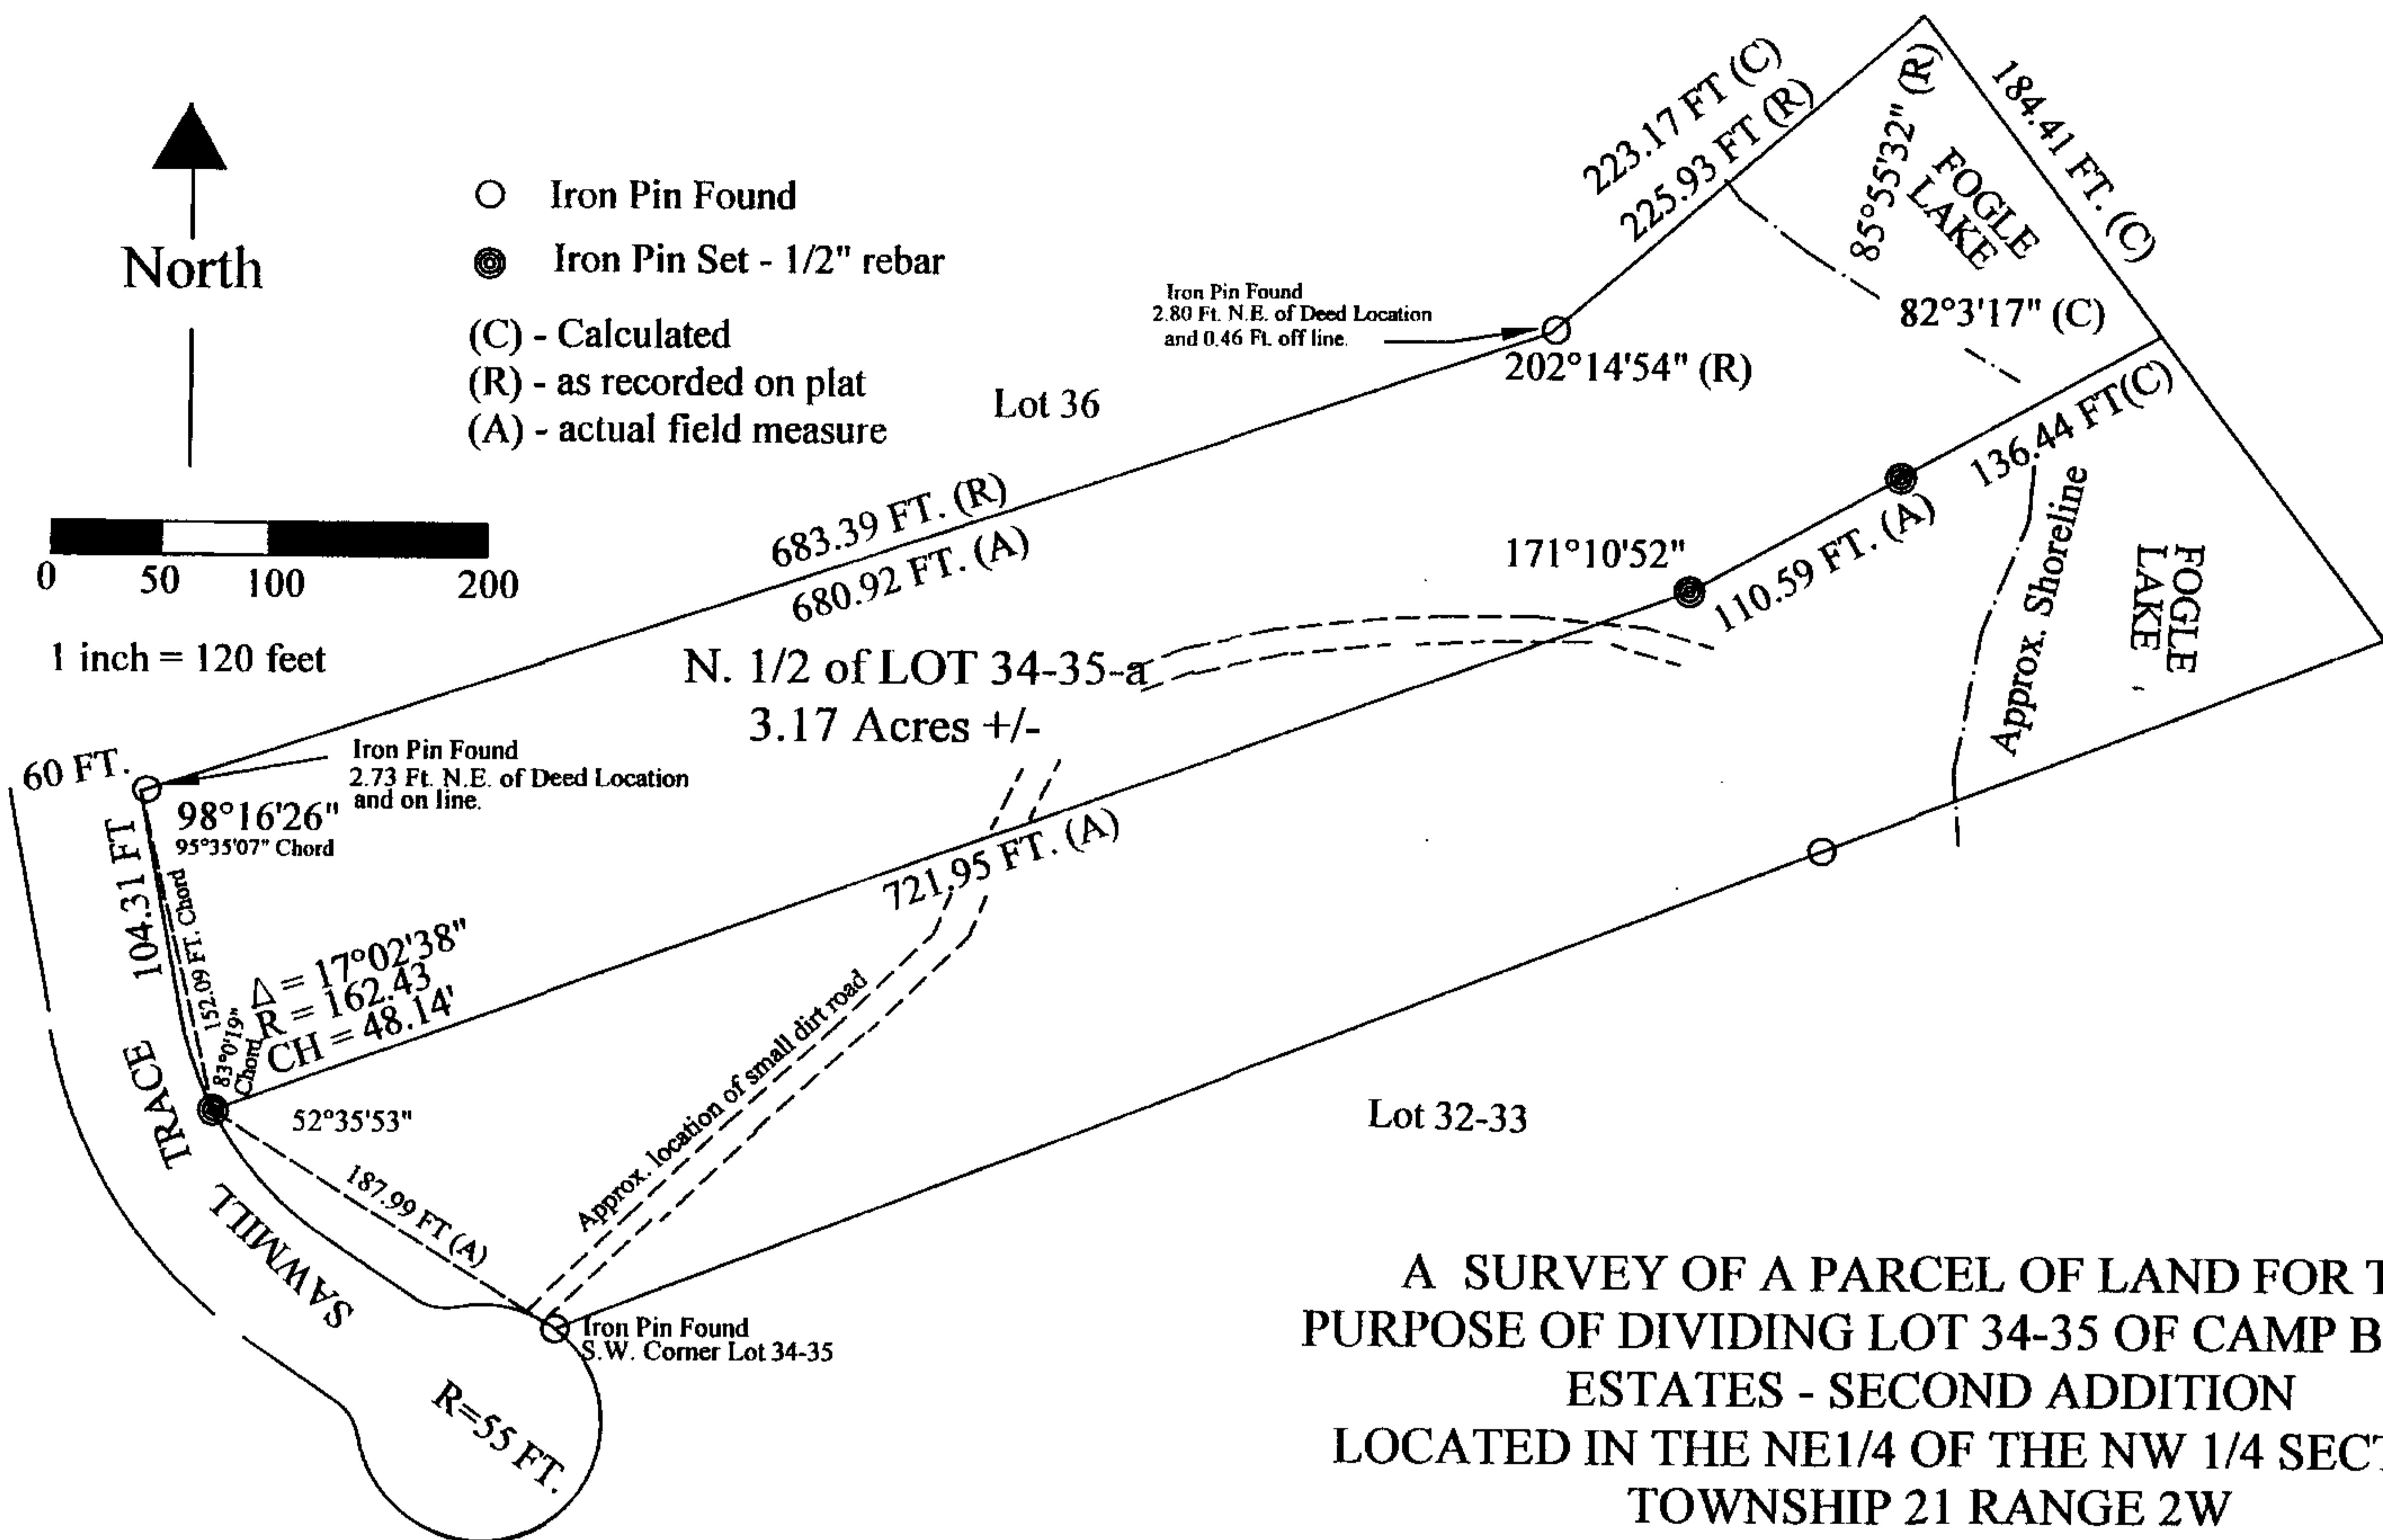 North
Iron Pin Found
Iron Pin Set - 1/2" rebar
(C) - Calculated
(R) - as recorded on plat
(A) - actual field measure
0 50 100 200
1 inch = 120 feet
223.17 FT (C)
225.93 FT (R)
85°55'32" (R)
184.41 FT. (C)
FOGLE
LAKE
82°3'17" (C)
Iron Pin Found
2.80 Ft. N.E. of Deed Location
and 0.46 Ft. off line.
202°14'54" (R)
Lot 36
683.39 FT. (R)
680.92 FT. (A)
136.44 FT(C)
171°10'52"
110.59 FT. (A)
Approx. Shoreline
FOGLE
LAKE
N. 1/2 of LOT 34-35-a
3.17 Acres +/-
60 FT.
Iron Pin Found
2.73 Ft. N.E. of Deed Location
and on line.
98°16'26"
95°35'07" Chord
104.31 FT
152.09 FT. Chord
721.95 FT. (A)
Δ = 17°02'38"
R = 162.43
CH = 48.14'
83°0'19"
Chord
52°35'53"
187.99 FT (A)
Approx. location of small dirt road
SAWMILL TRACE
Lot 32-33
Iron Pin Found
S.W. Corner Lot 34-35
R=55 FT.
A SURVEY OF A PARCEL OF LAND FOR T
PURPOSE OF DIVIDING LOT 34-35 OF CAMP B
ESTATES - SECOND ADDITION
LOCATED IN THE NE1/4 OF THE NW 1/4 SECT
TOWNSHIP 21 RANGE 2W